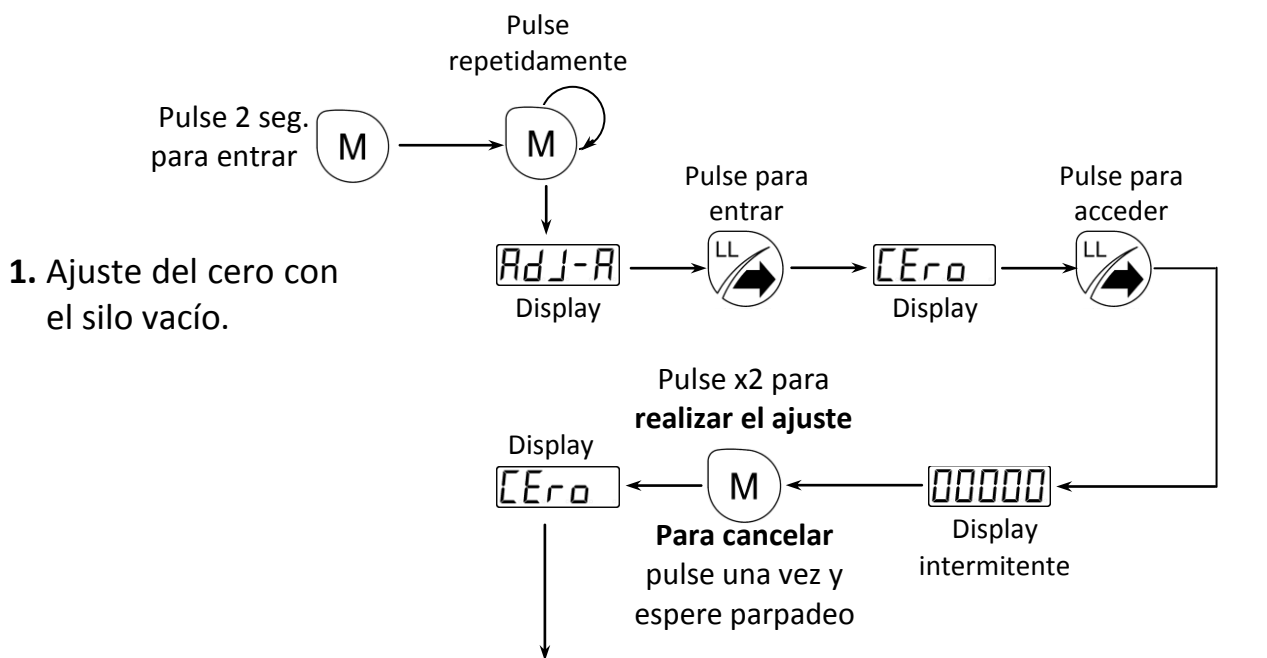 Pulse
repetidamente
Pulse 2 seg.
para entrar
M
M
Pulse para
entrar
Pulse para
acceder
1. Ajuste del cero con
el silo vacío.
AdJ-A
Display
LL
CEro
Display
LL
Pulse x2 para
realizar el ajuste
Display
CEro
M
00000
Display
intermitente
Para cancelar
pulse una vez y
espere parpadeo